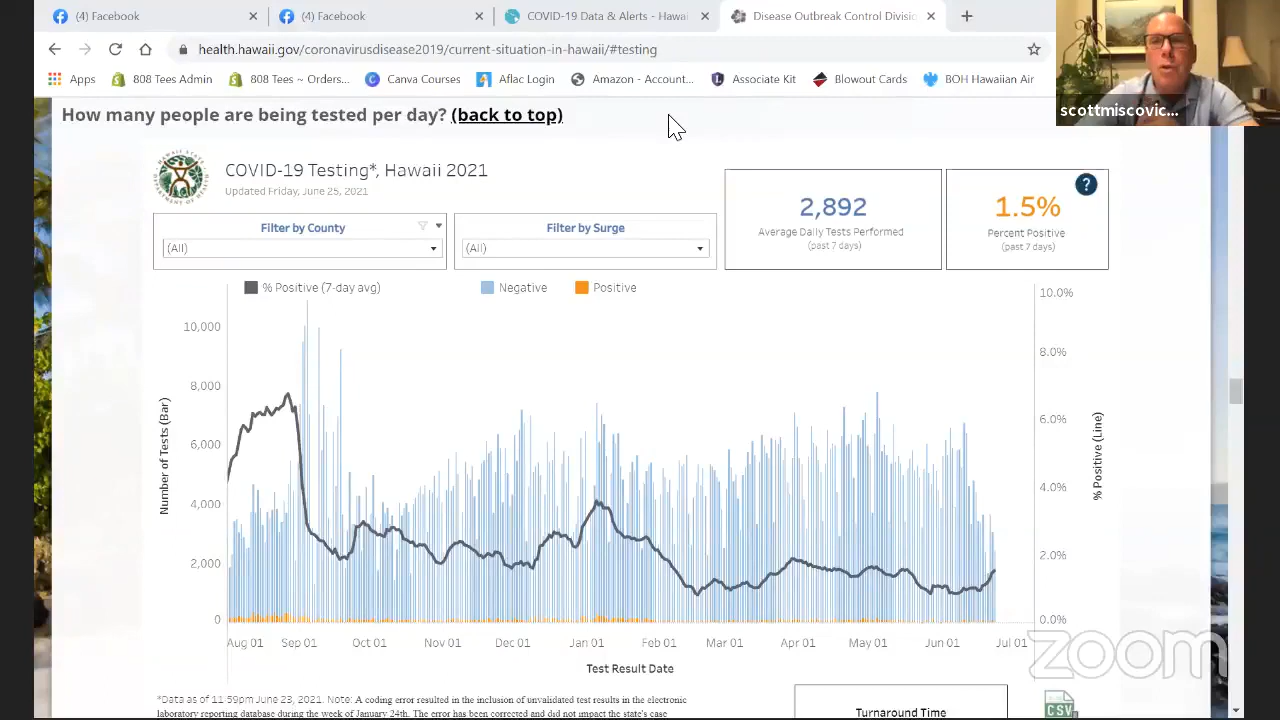 (4) Facebook
(4) Facebook
COVID-19 Data & Alerts - Hawai
Disease Outbreak Control Divisio
health.hawaii.gov/coronavirusdisease2019/current-situation-in-hawaii/#testing
Apps
808 Tees Admin
808 Tees ~ Orders...
Canva Courses
Aflac Login
Amazon - Account...
Associate Kit
Blowout Cards
BOH Hawaiian Air
scottmiscovic...
How many people are being tested per day? (back to top)
COVID-19 Testing*, Hawaii 2021
Updated Friday, June 25, 2021
Filter by County
(All)
Filter by Surge
(All)
2,892
Average Daily Tests Performed
(past 7 days)
?
1.5%
Percent Positive
(past 7 days)
% Positive (7-day avg)
Negative
Positive
10,000
8,000
6,000
4,000
2,000
0
Number of Tests (Bar)
10.0%
8.0%
6.0%
4.0%
2.0%
0.0%
% Positive (Line)
Aug 01
Sep 01
Oct 01
Nov 01
Dec 01
Jan 01
Feb 01
Mar 01
Apr 01
May 01
Jun 01
Jul 01
Test Result Date
zoom
*Data as of 11:59pm June 23, 2021. Note: A coding error resulted in the inclusion of invalidated test results in the electronic
laboratory reporting database during the week of January 24th. The error has been corrected and did not impact the state's case
Turnaround Time
CSV